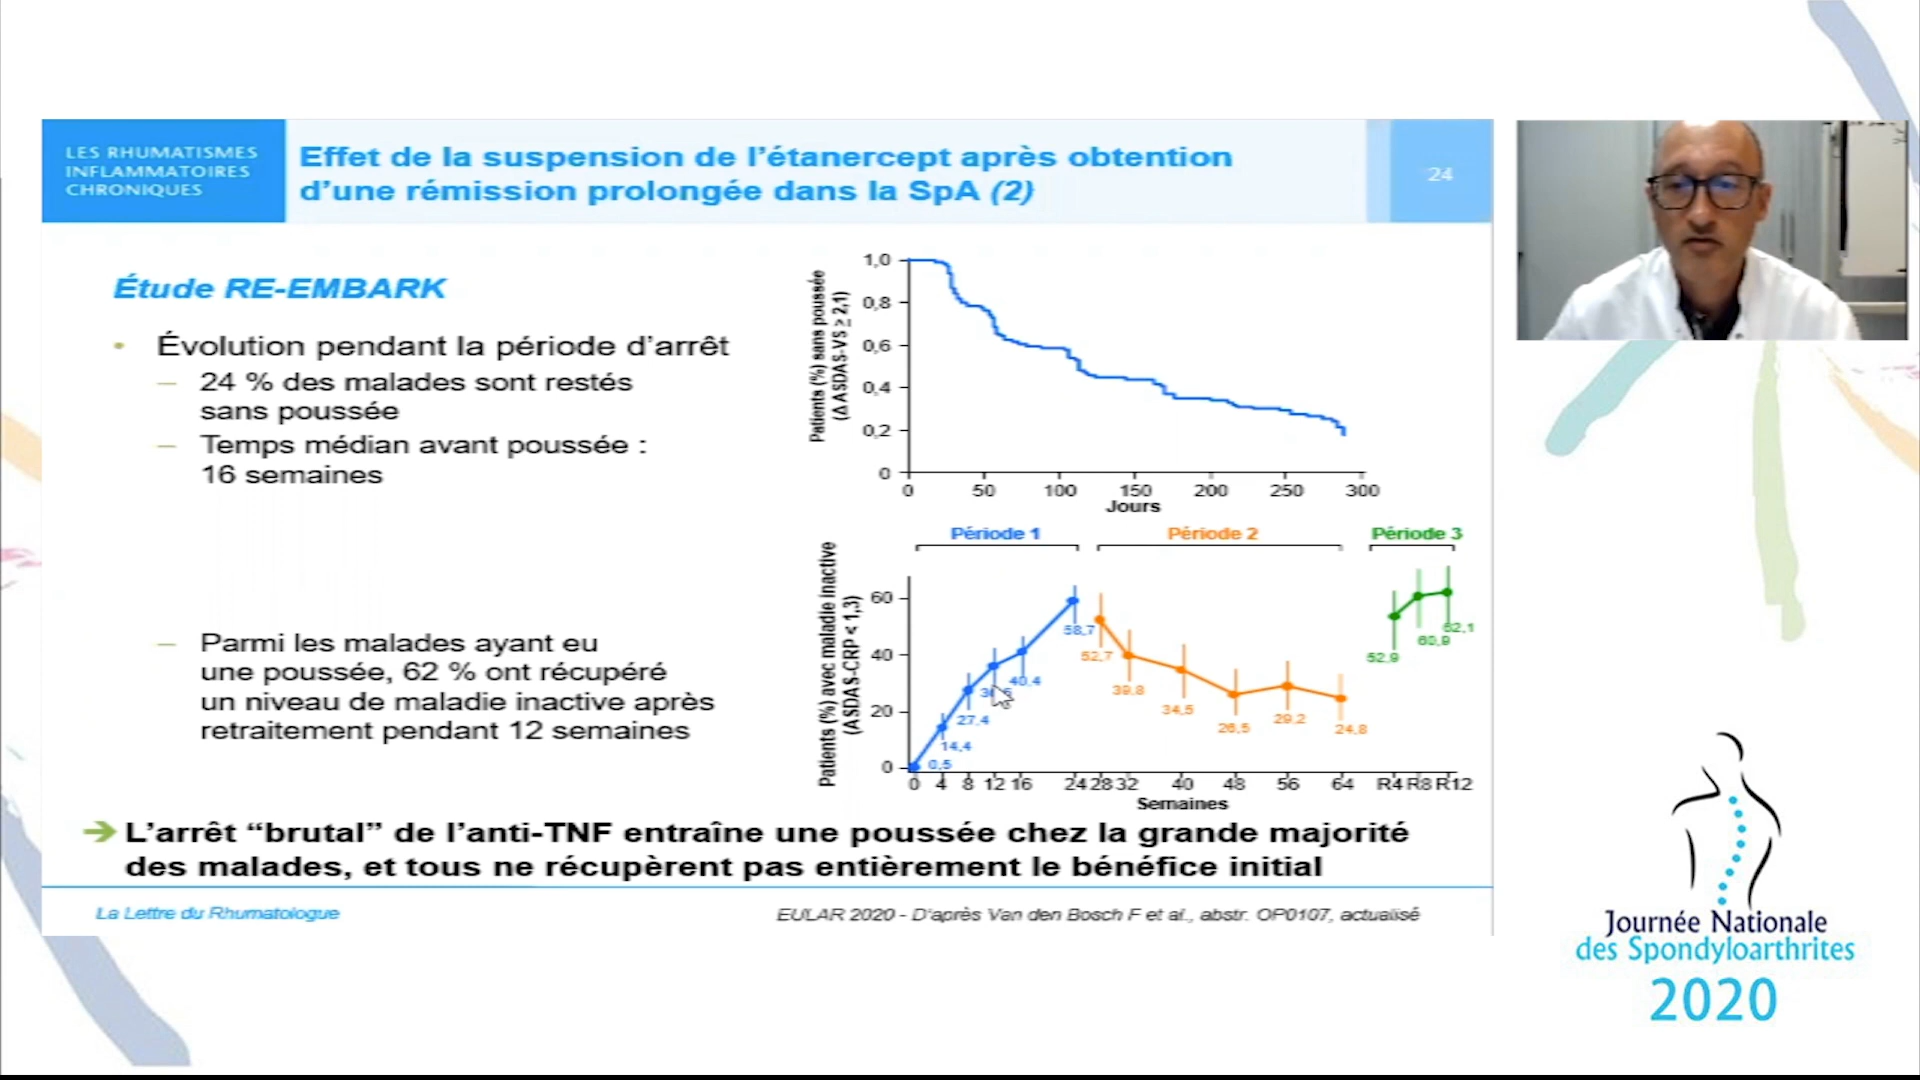 LES RHUMATISMES
INFLAMMATOIRES
CHRONIQUES
Effet de la suspension de l'étanercept après obtention
d'une rémission prolongée dans la SpA (2)
24
Étude RE-EMBARK
• Évolution pendant la période d'arrêt
– 24 % des malades sont restés
sans poussée
– Temps médian avant poussée :
16 semaines
– Parmi les malades ayant eu
une poussée, 62 % ont récupéré
un niveau de maladie inactive après
retraitement pendant 12 semaines
Patients (%) sans poussée
(Δ ASDAS-VS ≥ 2,1)
1,0
0,8
0,6
0,4
0,2
0
0 50 100 150 200 250 300
Jours
Période 1 Période 2 Période 3
Patients (%) avec maladie inactive
(ASDAS-CRP < 1,3)
60
40
20
0
0,5
14,4
27,4
40,4
58,7
52,7
39,8
34,5
26,5
29,2
24,8
52,9
60,9
62,1
0 4 8 12 16 24 28 32 40 48 56 64 R4 R8 R12
Semaines
➔ L'arrêt “brutal” de l'anti-TNF entraîne une poussée chez la grande majorité
des malades, et tous ne récupèrent pas entièrement le bénéfice initial
La Lettre du Rhumatologue
EULAR 2020 - D'après Van den Bosch F et al., abstr. OP0107, actualisé
Journée Nationale
des Spondyloarthrites
2020